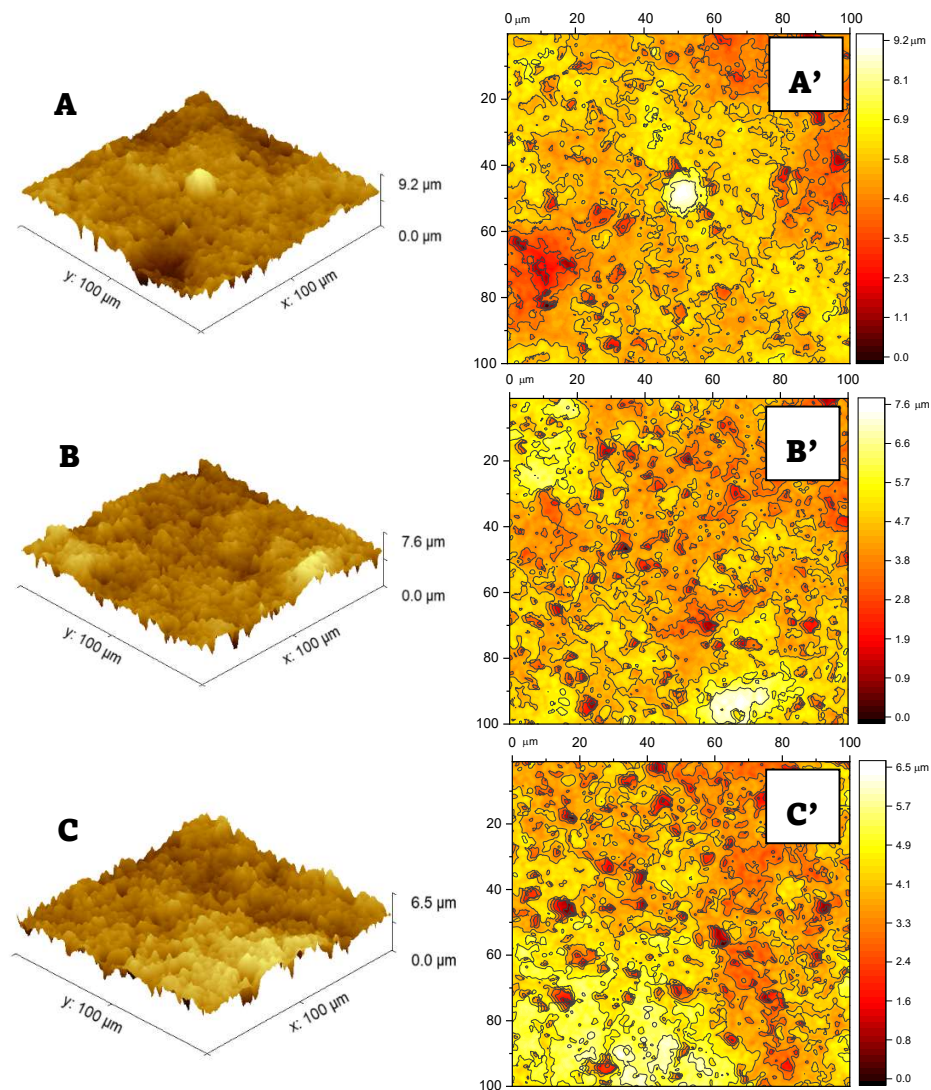 A
9.2 µm
0.0 µm
y: 100 µm
x: 100 µm
0 µm 20 40 60 80 100
20
40
60
80
100
A’
9.2 µm
8.1
6.9
5.8
4.6
3.5
2.3
1.1
0.0
B
7.6 µm
0.0 µm
y: 100 µm
x: 100 µm
0 µm 20 40 60 80 100
20
40
60
80
100
B’
7.6 µm
6.6
5.7
4.7
3.8
2.8
1.9
0.9
0.0
C
6.5 µm
0.0 µm
y: 100 µm
x: 100 µm
0 µm 20 40 60 80 100
20
40
60
80
100
C’
6.5 µm
5.7
4.9
4.1
3.3
2.4
1.6
0.8
0.0